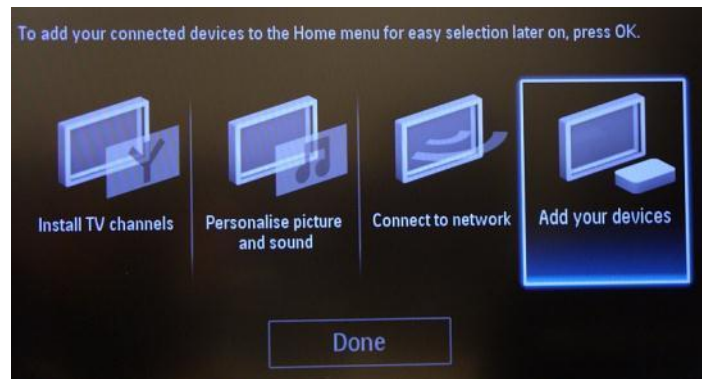 To add your connected devices to the Home menu for easy selection later on, press OK.
Install TV channels
Personalise picture
and sound
Connect to network
Add your devices
Done